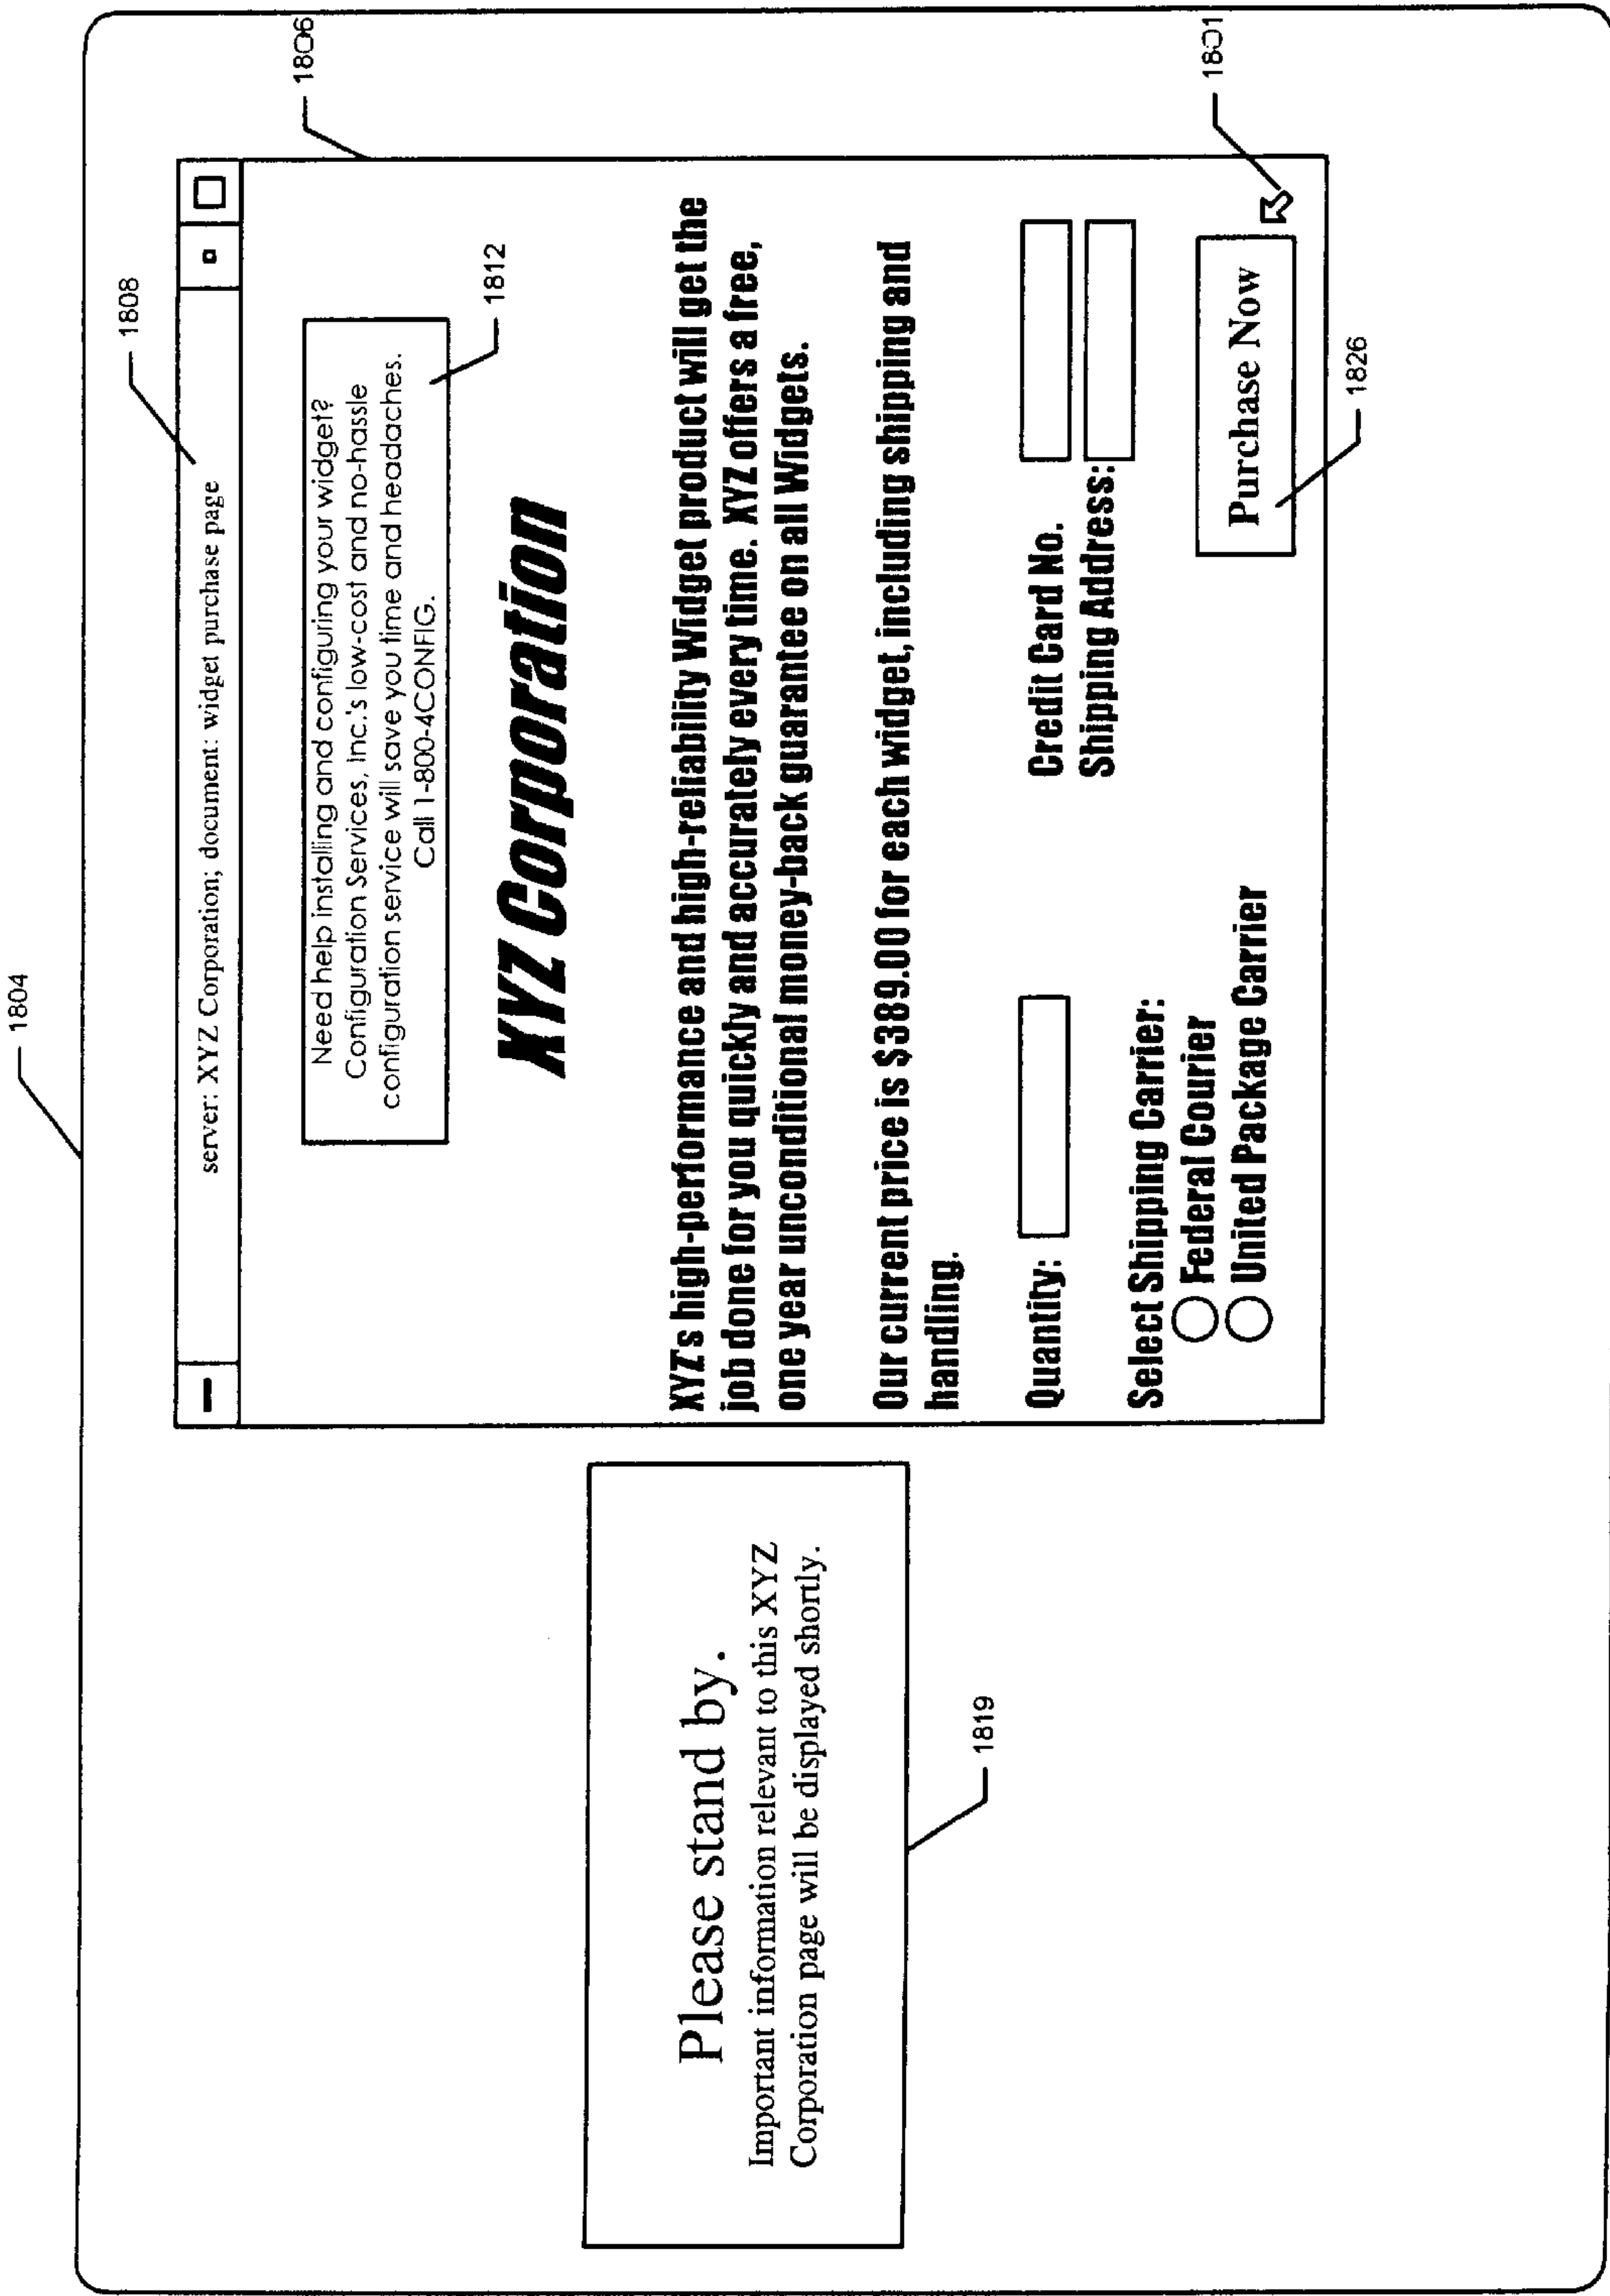 1804
1808
server: XYZ Corporation; document: widget purchase page
1806
Need help installing and configuring your widget?
Configuration Services, Inc.'s low-cost and no-hassle
configuration service will save you time and headaches.
Call 1-800-4CONFIG.
1812
XYZ Corporation
XYZ's high-performance and high-reliability Widget product will get the
job done for you quickly and accurately every time. XYZ offers a free,
one year unconditional money-back guarantee on all Widgets.
Our current price is $389.00 for each widget, including shipping and
handling.
Quantity:
Credit Card No.
Shipping Address:
Select Shipping Carrier:
Federal Courier
United Package Carrier
Purchase Now
1801
1826
Please stand by.
Important information relevant to this XYZ
Corporation page will be displayed shortly.
1819